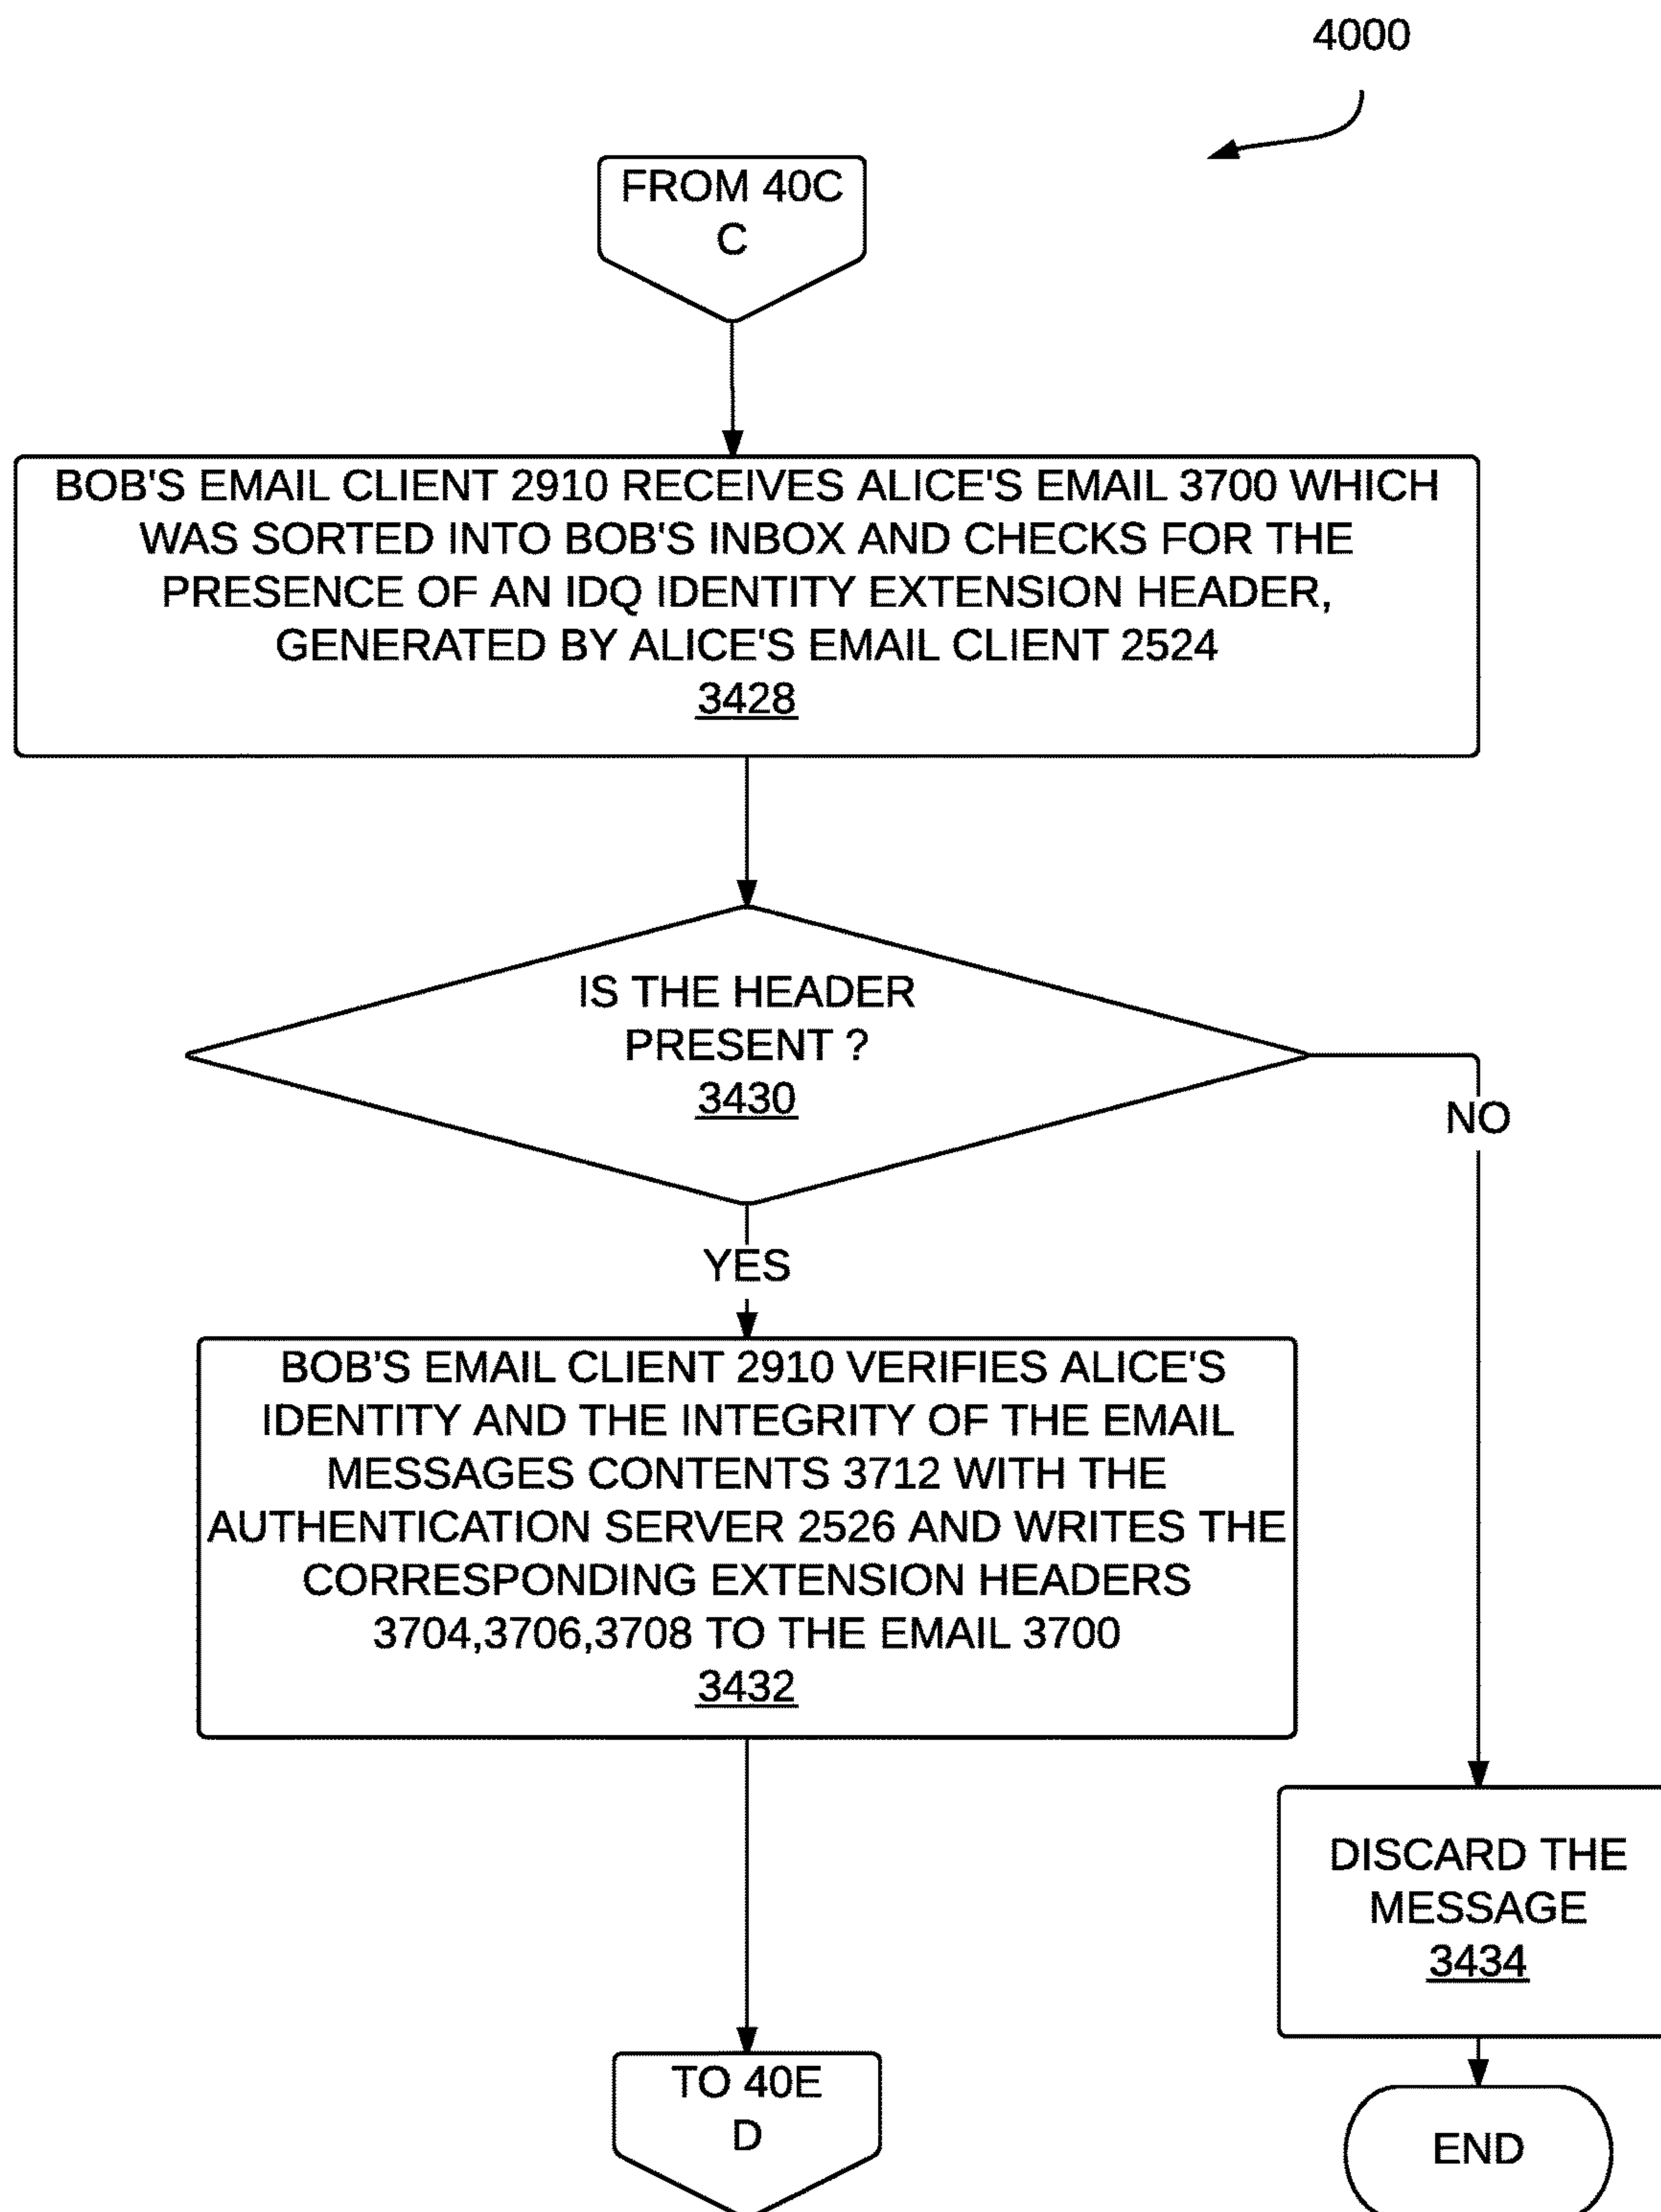 4000
FROM 40C
C
BOB'S EMAIL CLIENT 2910 RECEIVES ALICE'S EMAIL 3700 WHICH
WAS SORTED INTO BOB'S INBOX AND CHECKS FOR THE
PRESENCE OF AN IDQ IDENTITY EXTENSION HEADER,
GENERATED BY ALICE'S EMAIL CLIENT 2524
3428
IS THE HEADER
PRESENT ?
3430
NO
YES
BOB'S EMAIL CLIENT 2910 VERIFIES ALICE'S
IDENTITY AND THE INTEGRITY OF THE EMAIL
MESSAGES CONTENTS 3712 WITH THE
AUTHENTICATION SERVER 2526 AND WRITES THE
CORRESPONDING EXTENSION HEADERS
3704,3706,3708 TO THE EMAIL 3700
3432
DISCARD THE
MESSAGE
3434
TO 40E
D
END